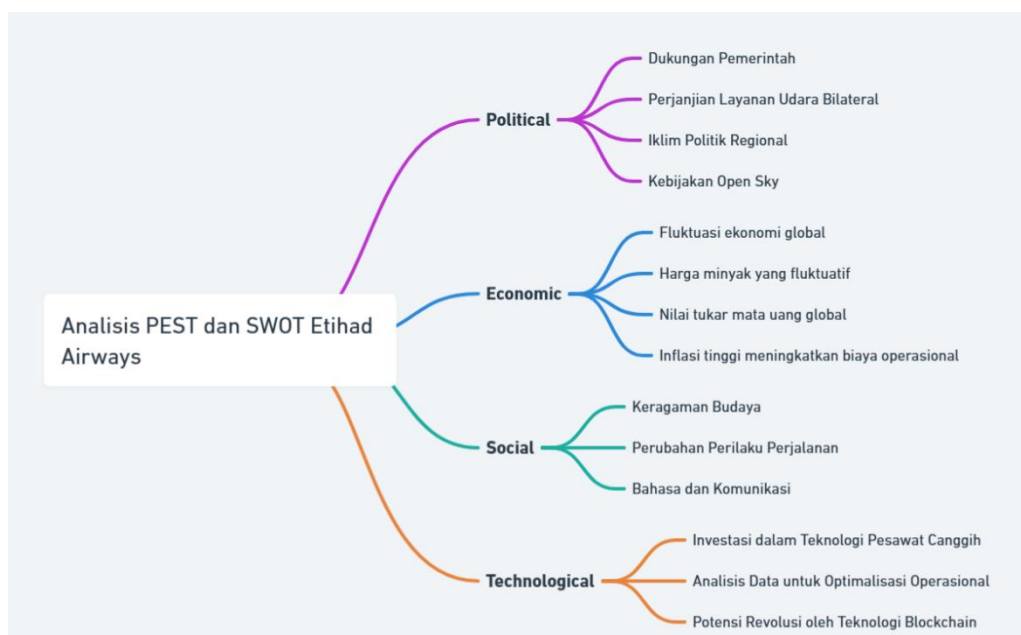 Analisis PEST dan SWOT Etihad
Airways
Political
Dukungan Pemerintah
Perjanjian Layanan Udara Bilateral
Iklim Politik Regional
Kebijakan Open Sky
Economic
Fluktuasi ekonomi global
Harga minyak yang fluktuatif
Nilai tukar mata uang global
Inflasi tinggi meningkatkan biaya operasional
Social
Keragaman Budaya
Perubahan Perilaku Perjalanan
Bahasa dan Komunikasi
Technological
Investasi dalam Teknologi Pesawat Canggih
Analisis Data untuk Optimalisasi Operasional
Potensi Revolusi oleh Teknologi Blockchain